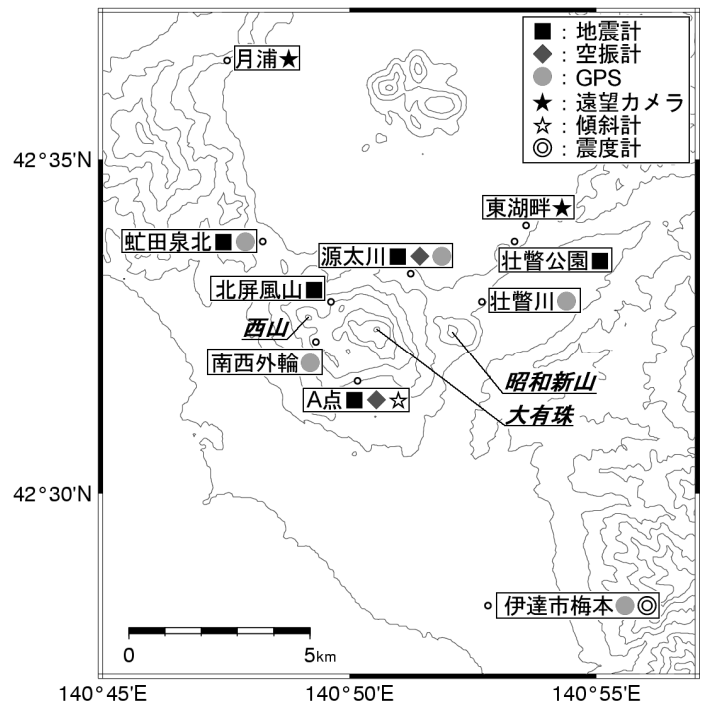 ■：地震計
◆：空振計
●：GPS
★：遠望カメラ
☆：傾斜計
◎：震度計
月浦★
42°35'N
東湖畔★
虻田泉北■●
源太川■◆●
壮瞥公園■
北屏風山■
壮瞥川●
西山
南西外輪●
昭和新山
A点■◆☆
大有珠
42°30'N
伊達市梅本●◎
0 5km
140°45'E 140°50'E 140°55'E